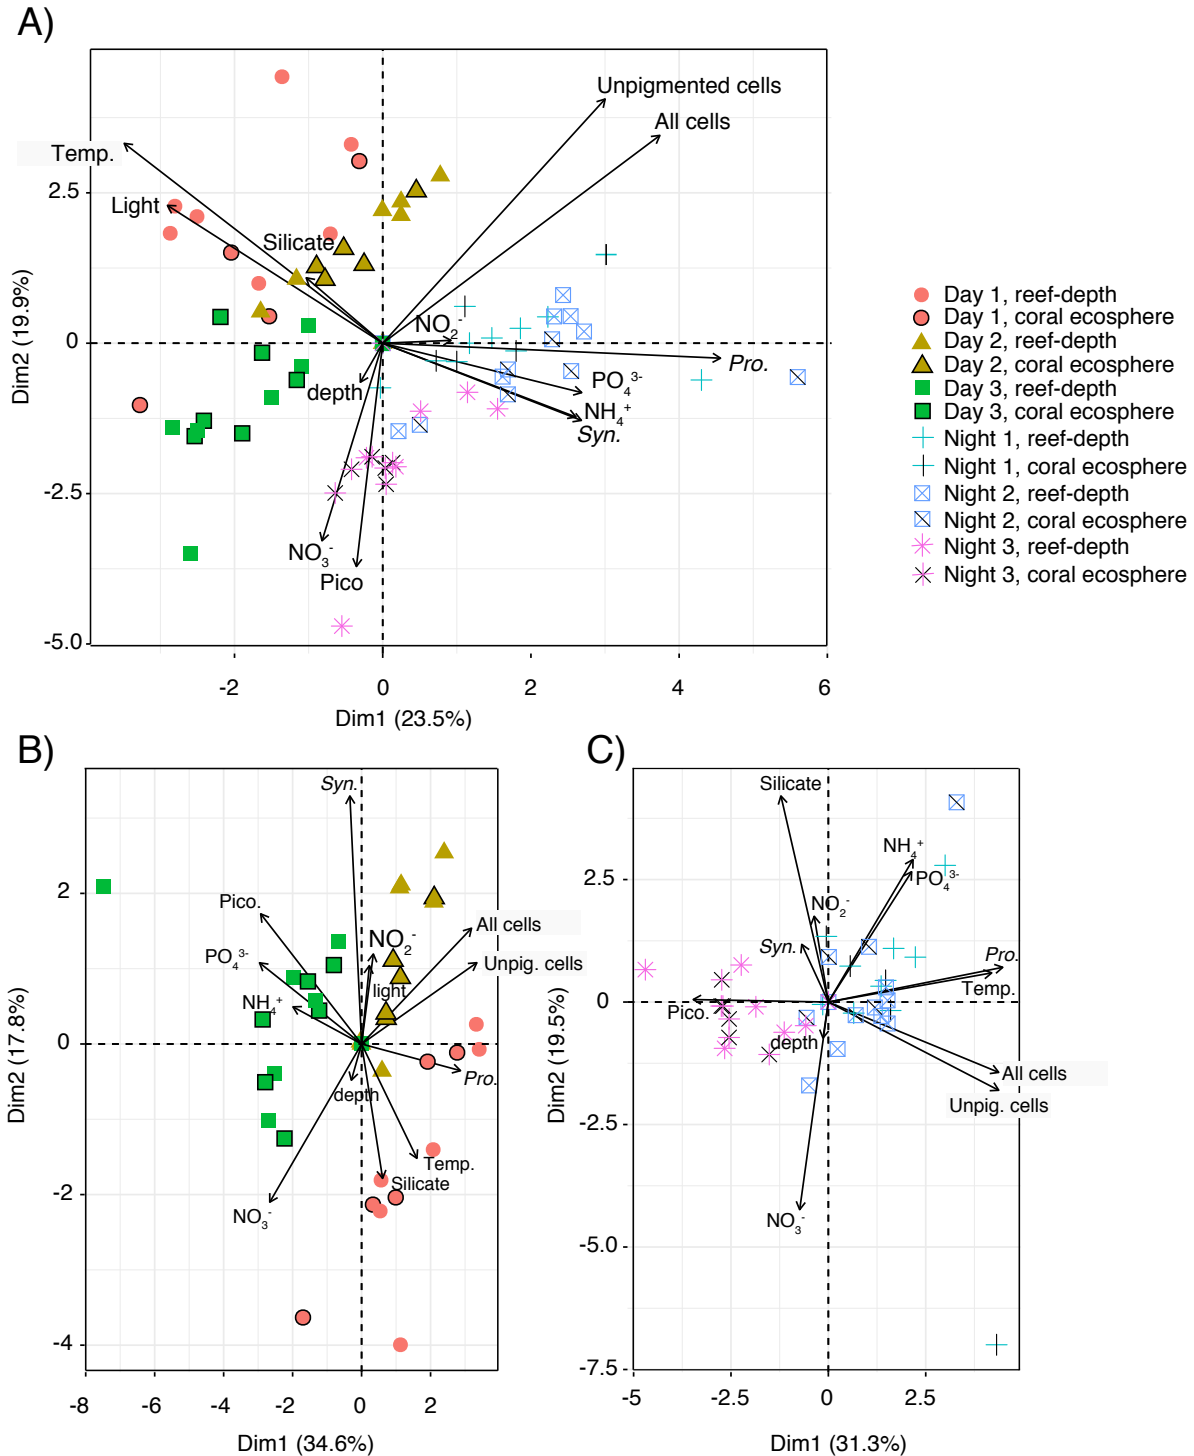 A)
Unpigmented cells
All cells
Temp.
2.5
Light
Silicate
NO₂⁻
0
Pro.
depth
PO₄³⁻
NH₄⁺
Syn.
-2.5
NO₃⁻
Pico
-5.0
Dim2 (19.9%)
-2 0 2 4 6
Dim1 (23.5%)
Day 1, reef-depth
Day 1, coral ecosphere
Day 2, reef-depth
Day 2, coral ecosphere
Day 3, reef-depth
Day 3, coral ecosphere
Night 1, reef-depth
Night 1, coral ecosphere
Night 2, reef-depth
Night 2, coral ecosphere
Night 3, reef-depth
Night 3, coral ecosphere
B)
Syn.
2
Pico.
All cells
NO₂⁻
PO₄³⁻
Unpig. cells
light
NH₄⁺
0
Pro.
depth
Temp.
Silicate
-2
NO₃⁻
-4
Dim2 (17.8%)
-8 -6 -4 -2 0 2
Dim1 (34.6%)
C)
Silicate
NH₄⁺
2.5
PO₄³⁻
NO₂⁻
Syn.
Pro.
Temp.
0
Pico.
depth
All cells
Unpig. cells
-2.5
NO₃⁻
-5.0
-7.5
Dim2 (19.5%)
-5 -2.5 0 2.5
Dim1 (31.3%)